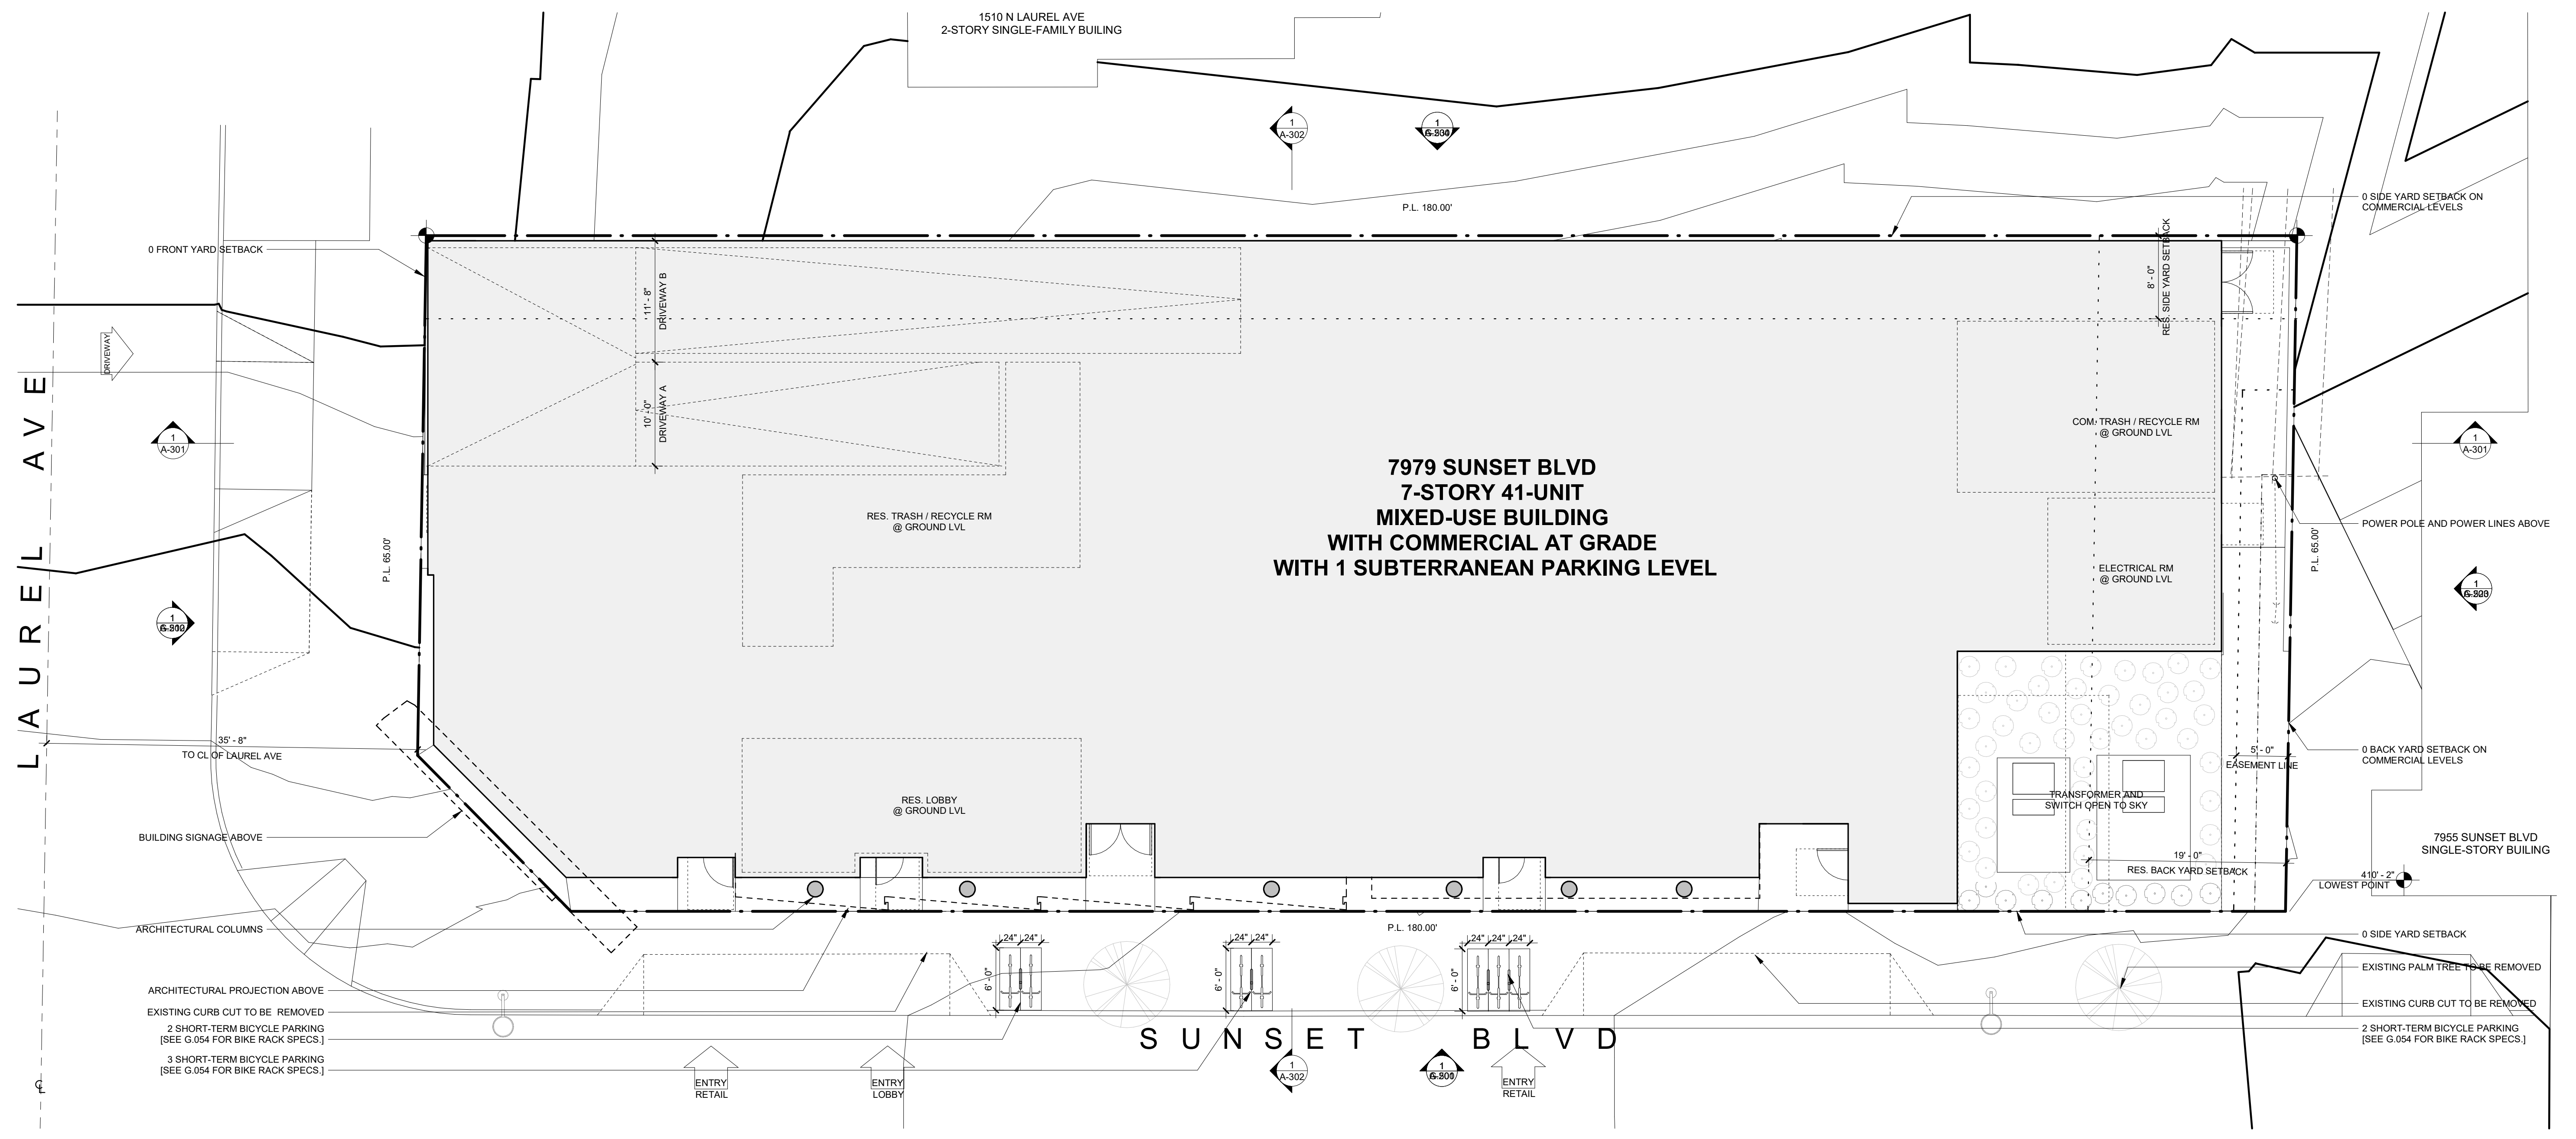 1510 N LAUREL AVE
2-STORY SINGLE-FAMILY BUILING
1
A-302
1
P.L. 180.00'
0 SIDE YARD SETBACK ON
COMMERCIAL LEVELS
0 FRONT YARD SETBACK
11' - 8"
DRIVEWAY B
8' - 0"
RES. SIDE YARD SETBACK
DRIVEWAY
10' - 0"
DRIVEWAY A
LAUREL AVE
1
A-301
COM. TRASH / RECYCLE RM
@ GROUND LVL
1
A-301
7979 SUNSET BLVD
7-STORY 41-UNIT
MIXED-USE BUILDING
WITH COMMERCIAL AT GRADE
WITH 1 SUBTERRANEAN PARKING LEVEL
RES. TRASH / RECYCLE RM
@ GROUND LVL
POWER POLE AND POWER LINES ABOVE
P.L. 65.00'
P.L. 65.00'
ELECTRICAL RM
@ GROUND LVL
1
1
35' - 8"
TO CL OF LAUREL AVE
5' - 0"
EASEMENT LINE
0 BACK YARD SETBACK ON
COMMERCIAL LEVELS
RES. LOBBY
@ GROUND LVL
TRANSFORMER AND
SWITCH OPEN TO SKY
BUILDING SIGNAGE ABOVE
7955 SUNSET BLVD
SINGLE-STORY BUILING
19' - 0"
RES. BACK YARD SETBACK
410' - 2"
LOWEST POINT
ARCHITECTURAL COLUMNS
P.L. 180.00'
0 SIDE YARD SETBACK
24" 24"
24" 24"
24" 24" 24"
6' - 0"
6' - 0"
6' - 0"
EXISTING PALM TREE TO BE REMOVED
ARCHITECTURAL PROJECTION ABOVE
EXISTING CURB CUT TO BE REMOVED
EXISTING CURB CUT TO BE REMOVED
2 SHORT-TERM BICYCLE PARKING
[SEE G.054 FOR BIKE RACK SPECS.]
2 SHORT-TERM BICYCLE PARKING
[SEE G.054 FOR BIKE RACK SPECS.]
SUNSET BLVD
3 SHORT-TERM BICYCLE PARKING
[SEE G.054 FOR BIKE RACK SPECS.]
1
A-302
1
ENTRY
RETAIL
ENTRY
LOBBY
ENTRY
RETAIL